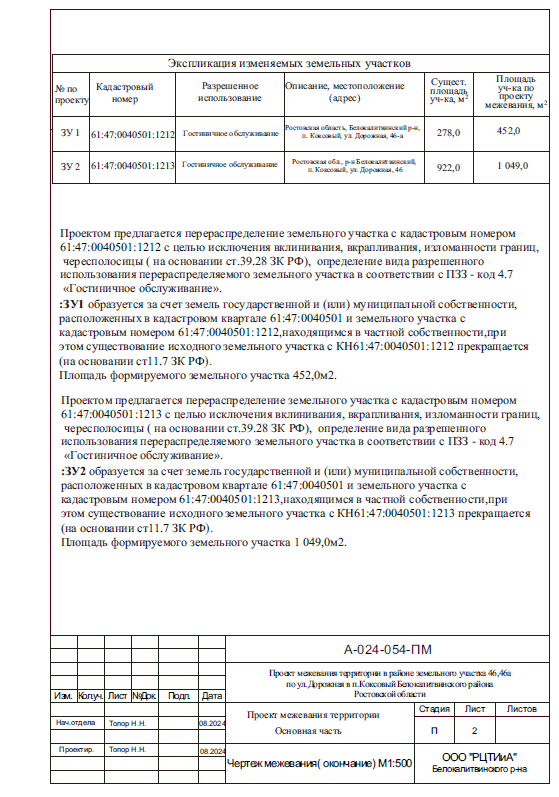 Экспликация изменяемых земельных участков
№ по проекту Кадастровый номер Разрешенное использование Описание, местоположение (адрес) Сущест. площадь уч-ка, м2 Площадь уч-ка по проекту межевания, м2
ЗУ 1 61:47:0040501:1212 Гостиничное обслуживание Ростовская область, Белокалитвинский р-н, п. Коксовый, ул. Дорожная, 46-а 278,0 452,0
ЗУ 2 61:47:0040501:1213 Гостиничное обслуживание Ростовская обл., р-н Белокалитвинский, п. Коксовый, ул. Дорожная, 46 922,0 1 049,0
Проектом предлагается перераспределение земельного участка с кадастровым номером
61:47:0040501:1212 с целью исключения вклинивания, вкрапливания, изломанности границ,
чересполосицы ( на основании ст.39.28 ЗК РФ), определение вида разрешенного
использования перераспределяемого земельного участка в соответствии с ПЗЗ - код 4.7
«Гостиничное обслуживание».
:ЗУ1 образуется за счет земель государственной и (или) муниципальной собственности,
расположенных в кадастровом квартале 61:47:0040501 и земельного участка с
кадастровым номером 61:47:0040501:1212,находящимся в частной собственности,при
этом существование исходного земельного участка с КН61:47:0040501:1212 прекращается
(на основании ст11.7 ЗК РФ).
Площадь формируемого земельного участка 452,0м2.
Проектом предлагается перераспределение земельного участка с кадастровым номером
61:47:0040501:1213 с целью исключения вклинивания, вкрапливания, изломанности границ,
чересполосицы ( на основании ст.39.28 ЗК РФ), определение вида разрешенного
использования перераспределяемого земельного участка в соответствии с ПЗЗ - код 4.7
«Гостиничное обслуживание».
:ЗУ2 образуется за счет земель государственной и (или) муниципальной собственности,
расположенных в кадастровом квартале 61:47:0040501 и земельного участка с
кадастровым номером 61:47:0040501:1213,находящимся в частной собственности,при
этом существование исходного земельного участка с КН61:47:0040501:1213 прекращается
(на основании ст11.7 ЗК РФ).
Площадь формируемого земельного участка 1 049,0м2.
А-024-054-ПМ
Проект межевания территории в районе земельного участка 46,46а
по ул.Дорожная в п.Коксовый Белокалитвинского района
Ростовской области
Изм. Кол.уч. Лист №Док Подп. Дата
Нач.отдела Топор Н.Н. 08.2024
Проектир. Топор Н.Н. 08.2024
Проект межевания территории
Основная часть
Стадия Лист Листов
П 2
Чертеж межевания( окончание) М1:500
ООО "РЦТИиА"
Белокалитвинского р-на